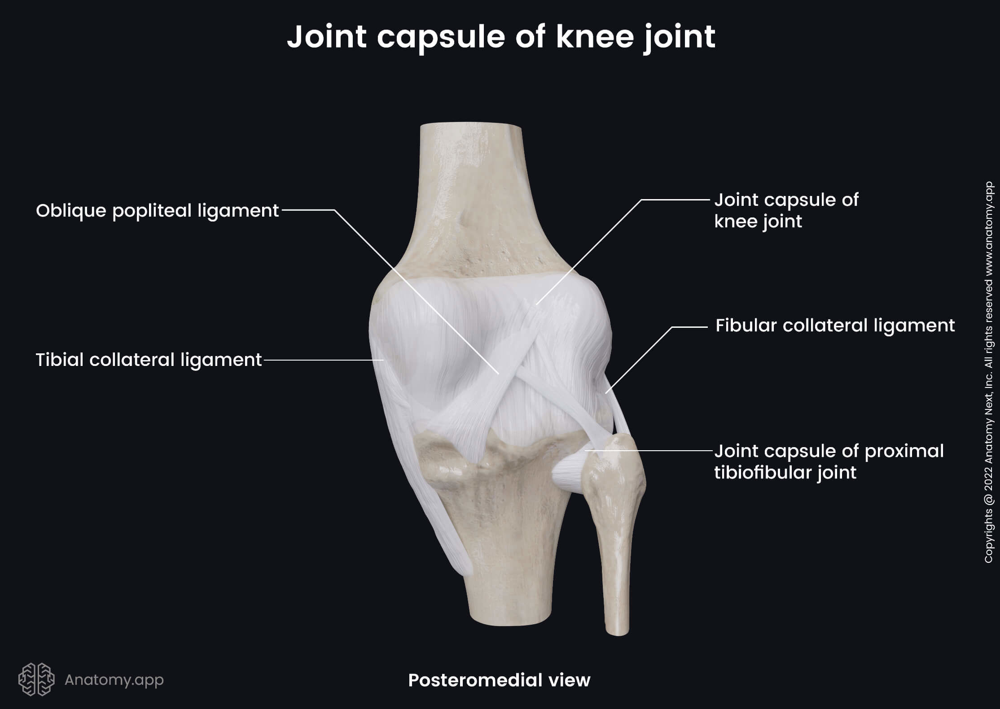 Joint capsule of knee joint
Oblique popliteal ligament
Joint capsule of
knee joint
Tibial collateral ligament
Fibular collateral ligament
Joint capsule of proximal
tibiofibular joint
Posteromedial view
Anatomy.app
Copyrights @ 2022 Anatomy Next, Inc. All rights reserved www.anatomy.app